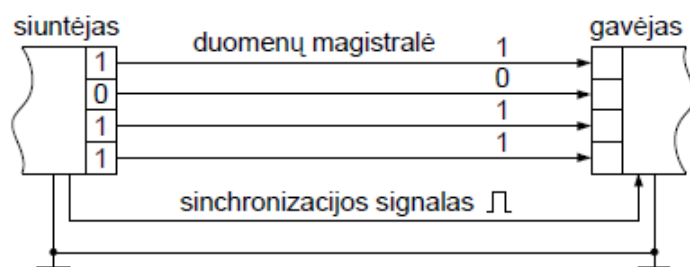 siuntėjas
gavėjas
duomenų magistralė
1 1
0 0
1 1
1 1
sinchronizacijos signalas